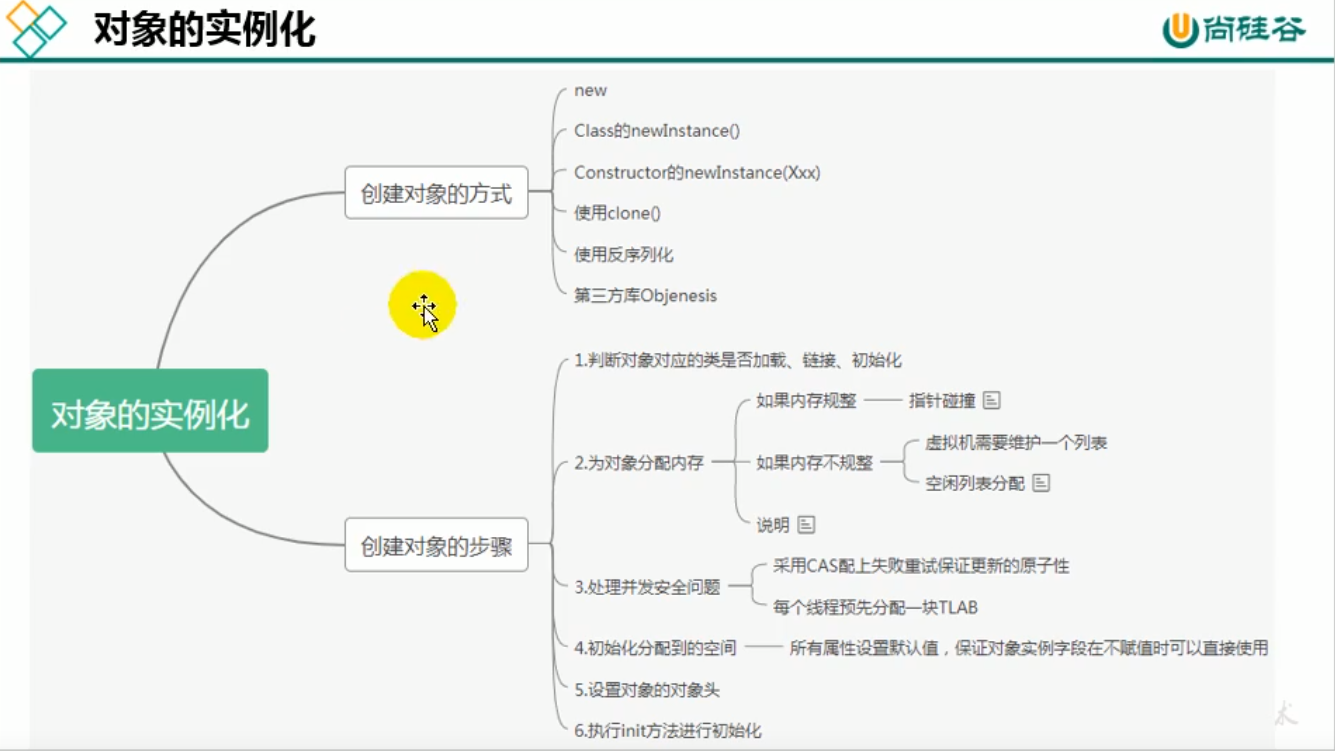 对象的实例化
尚硅谷
new
Class的newInstance()
Constructor的newInstance(Xxx)
创建对象的方式
使用clone()
使用反序列化
第三方库Objenesis
对象的实例化
1.判断对象对应的类是否加载、链接、初始化
如果内存规整
指针碰撞
2.为对象分配内存
如果内存不规整
虚拟机需要维护一个列表
空闲列表分配
说明
创建对象的步骤
3.处理并发安全问题
采用CAS配上失败重试保证更新的原子性
每个线程预先分配一块TLAB
4.初始化分配到的空间
所有属性设置默认值，保证对象实例字段在不赋值时可以直接使用
5.设置对象的对象头
6.执行init方法进行初始化
术